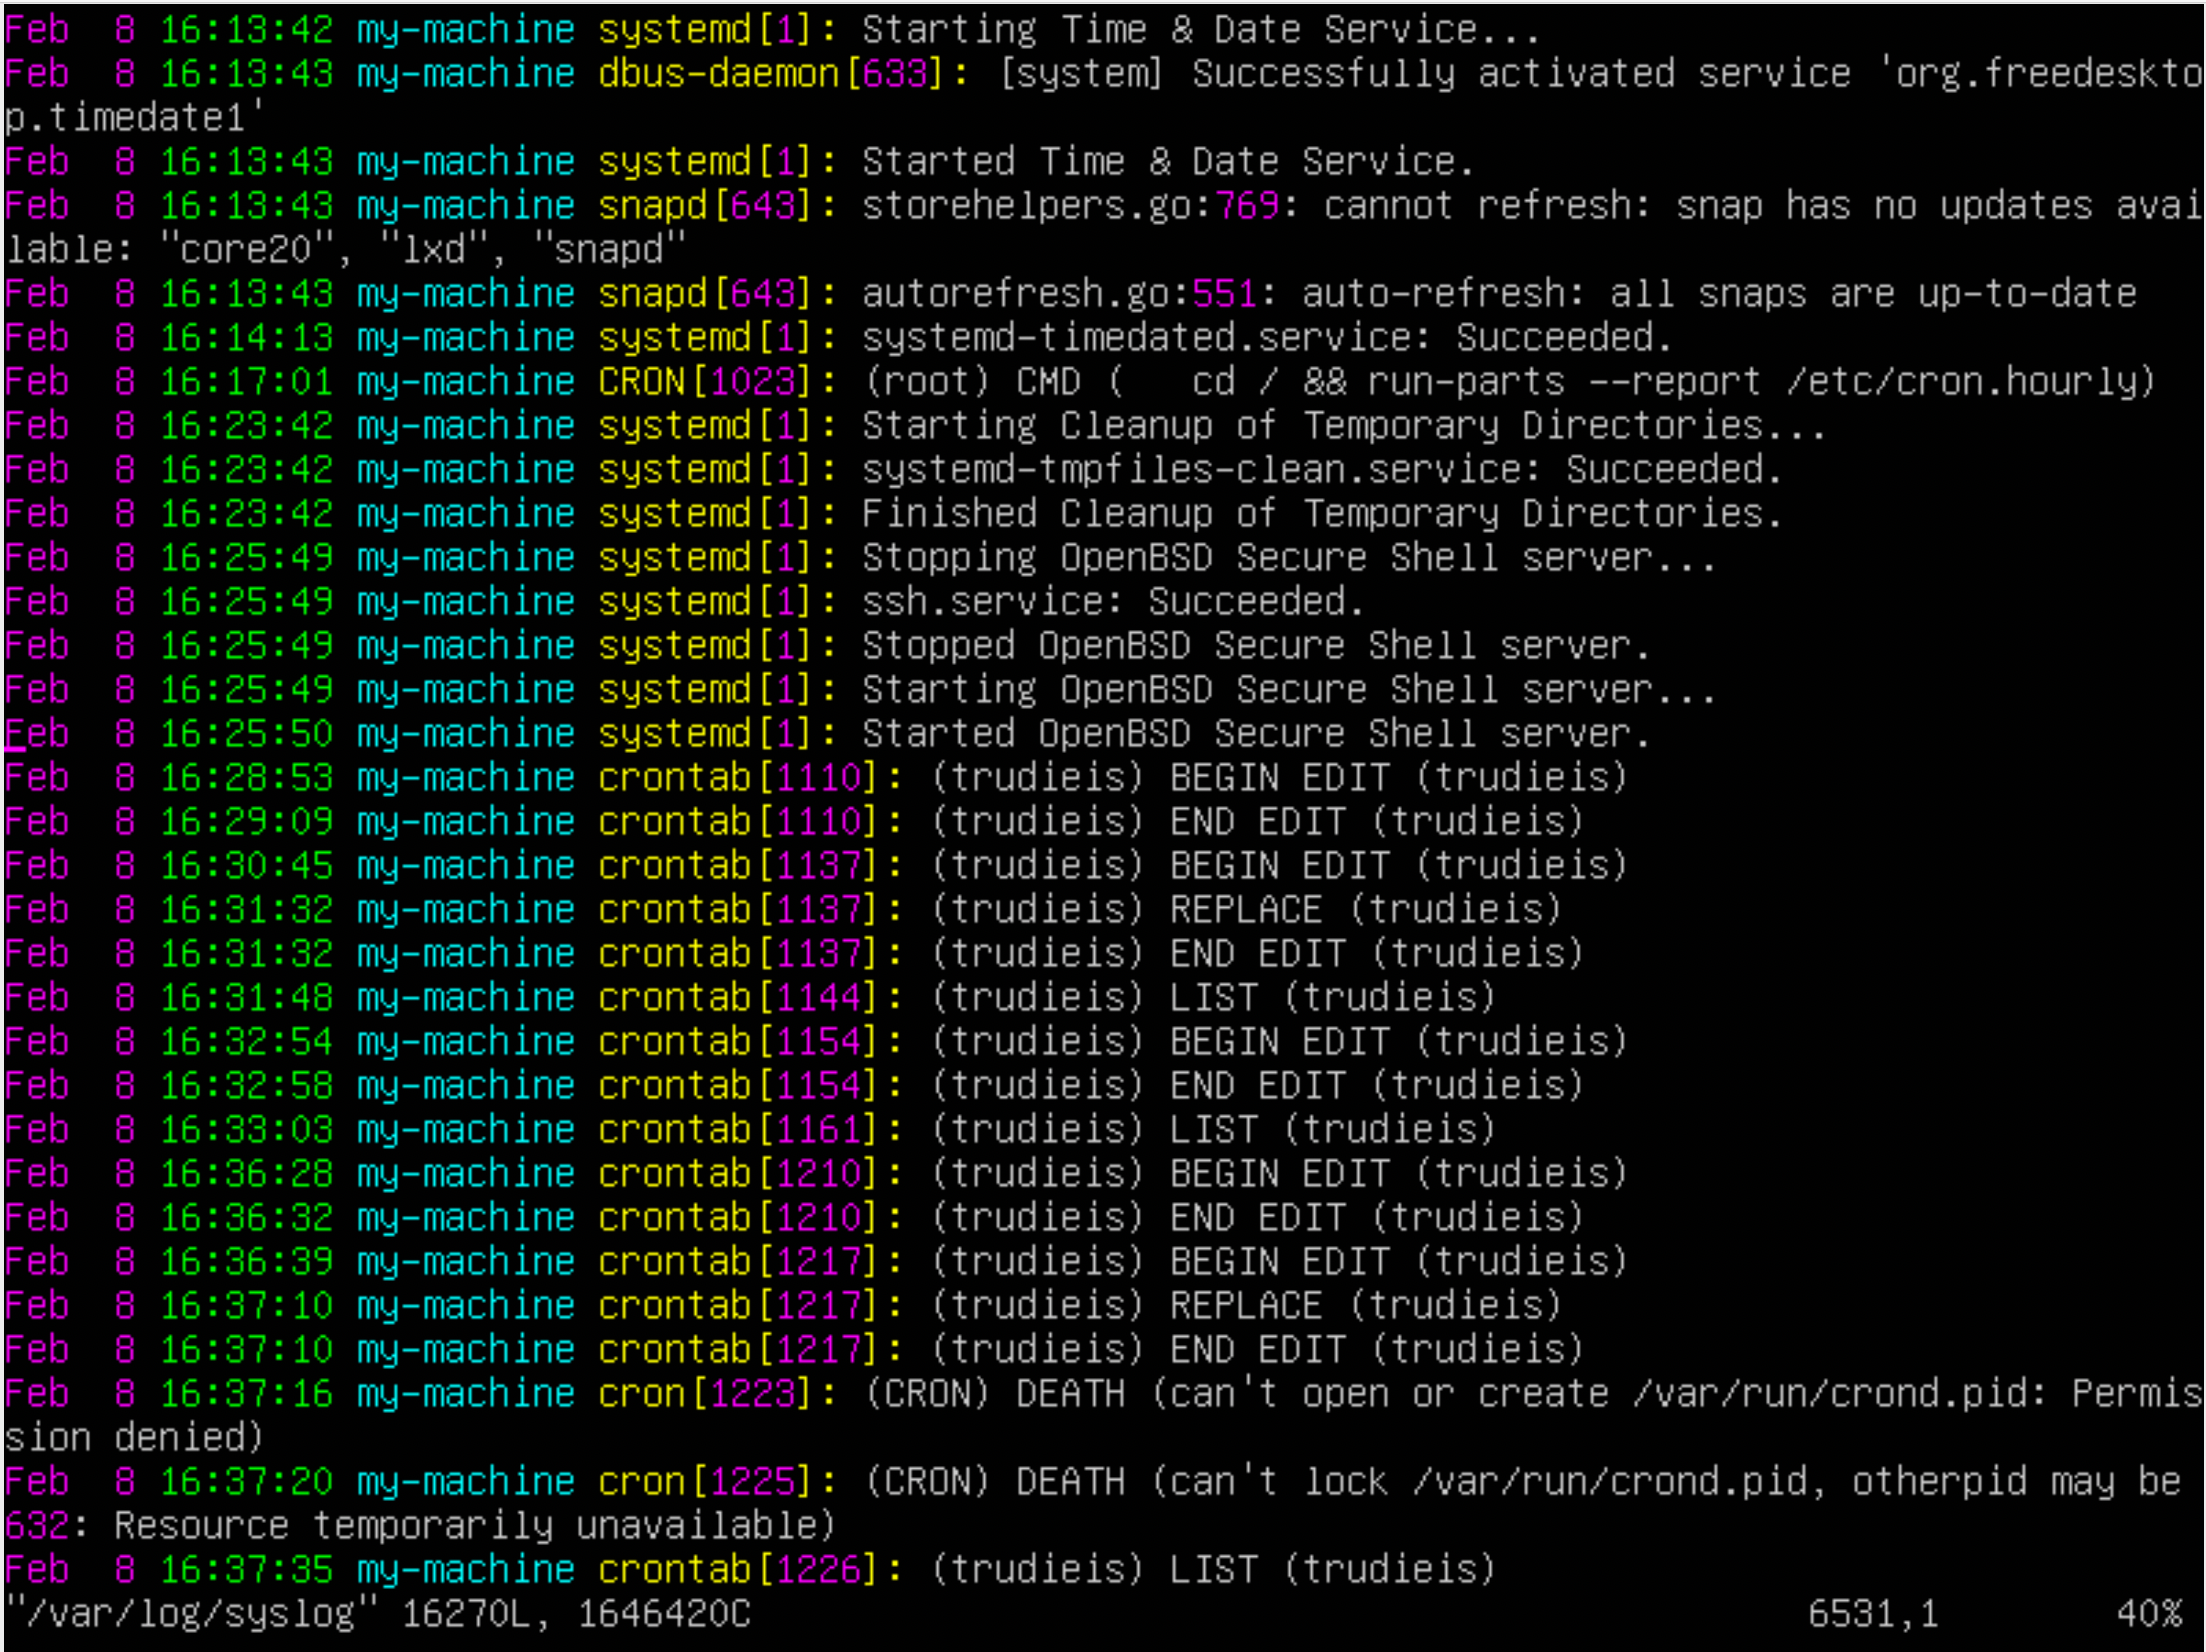 Feb  8 16:13:42 my-machine systemd[1]: Starting Time & Date Service...
Feb  8 16:13:43 my-machine dbus-daemon[633]: [system] Successfully activated service 'org.freedeskto
p.timedate1'
Feb  8 16:13:43 my-machine systemd[1]: Started Time & Date Service.
Feb  8 16:13:43 my-machine snapd[643]: storehelpers.go:769: cannot refresh: snap has no updates avai
lable: "core20", "lxd", "snapd"
Feb  8 16:13:43 my-machine snapd[643]: autorefresh.go:551: auto-refresh: all snaps are up-to-date
Feb  8 16:14:13 my-machine systemd[1]: systemd-timedated.service: Succeeded.
Feb  8 16:17:01 my-machine CRON[1023]: (root) CMD (   cd / && run-parts --report /etc/cron.hourly)
Feb  8 16:23:42 my-machine systemd[1]: Starting Cleanup of Temporary Directories...
Feb  8 16:23:42 my-machine systemd[1]: systemd-tmpfiles-clean.service: Succeeded.
Feb  8 16:23:42 my-machine systemd[1]: Finished Cleanup of Temporary Directories.
Feb  8 16:25:49 my-machine systemd[1]: Stopping OpenBSD Secure Shell server...
Feb  8 16:25:49 my-machine systemd[1]: ssh.service: Succeeded.
Feb  8 16:25:49 my-machine systemd[1]: Stopped OpenBSD Secure Shell server.
Feb  8 16:25:49 my-machine systemd[1]: Starting OpenBSD Secure Shell server...
Feb  8 16:25:50 my-machine systemd[1]: Started OpenBSD Secure Shell server.
Feb  8 16:28:53 my-machine crontab[1110]: (trudieis) BEGIN EDIT (trudieis)
Feb  8 16:29:09 my-machine crontab[1110]: (trudieis) END EDIT (trudieis)
Feb  8 16:30:45 my-machine crontab[1137]: (trudieis) BEGIN EDIT (trudieis)
Feb  8 16:31:32 my-machine crontab[1137]: (trudieis) REPLACE (trudieis)
Feb  8 16:31:32 my-machine crontab[1137]: (trudieis) END EDIT (trudieis)
Feb  8 16:31:48 my-machine crontab[1144]: (trudieis) LIST (trudieis)
Feb  8 16:32:54 my-machine crontab[1154]: (trudieis) BEGIN EDIT (trudieis)
Feb  8 16:32:58 my-machine crontab[1154]: (trudieis) END EDIT (trudieis)
Feb  8 16:33:03 my-machine crontab[1161]: (trudieis) LIST (trudieis)
Feb  8 16:36:28 my-machine crontab[1210]: (trudieis) BEGIN EDIT (trudieis)
Feb  8 16:36:32 my-machine crontab[1210]: (trudieis) END EDIT (trudieis)
Feb  8 16:36:39 my-machine crontab[1217]: (trudieis) BEGIN EDIT (trudieis)
Feb  8 16:37:10 my-machine crontab[1217]: (trudieis) REPLACE (trudieis)
Feb  8 16:37:10 my-machine crontab[1217]: (trudieis) END EDIT (trudieis)
Feb  8 16:37:16 my-machine cron[1223]: (CRON) DEATH (can't open or create /var/run/crond.pid: Permis
sion denied)
Feb  8 16:37:20 my-machine cron[1225]: (CRON) DEATH (can't lock /var/run/crond.pid, otherpid may be
632: Resource temporarily unavailable)
Feb  8 16:37:35 my-machine crontab[1226]: (trudieis) LIST (trudieis)
"/var/log/syslog" 16270L, 1646420C 6531,1 40%